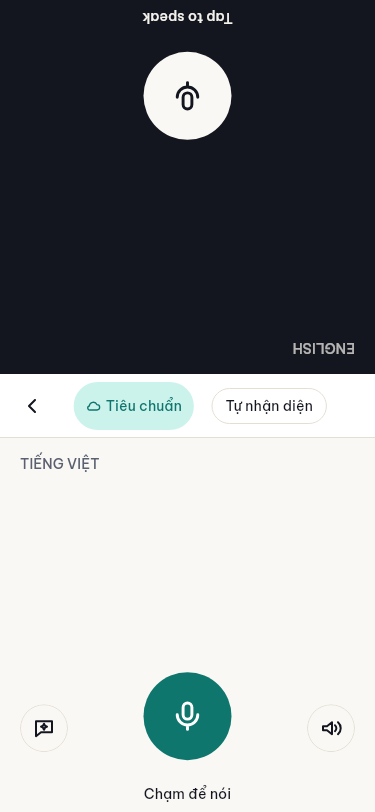 Tap to speak
ENGLISH
Tiêu chuẩn
Tự nhận diện
TIẾNG VIỆT
Chạm để nói